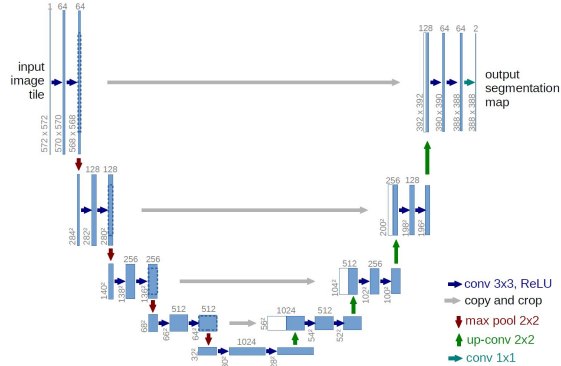 1 64 64
128 64 64 2
input
image
tile
output
segmentation
map
572 x 572
570 x 570
568 x 568
392 x 392
390 x 390
388 x 388
388 x 388
128 128
256 128
284²
282²
280²
200²
198²
196²
256 256
512 256
140²
138²
136²
104²
102²
100²
512 512
1024 512
68²
66²
64²
56²
54²
52²
1024
32²
conv 3x3, ReLU
copy and crop
max pool 2x2
up-conv 2x2
conv 1x1